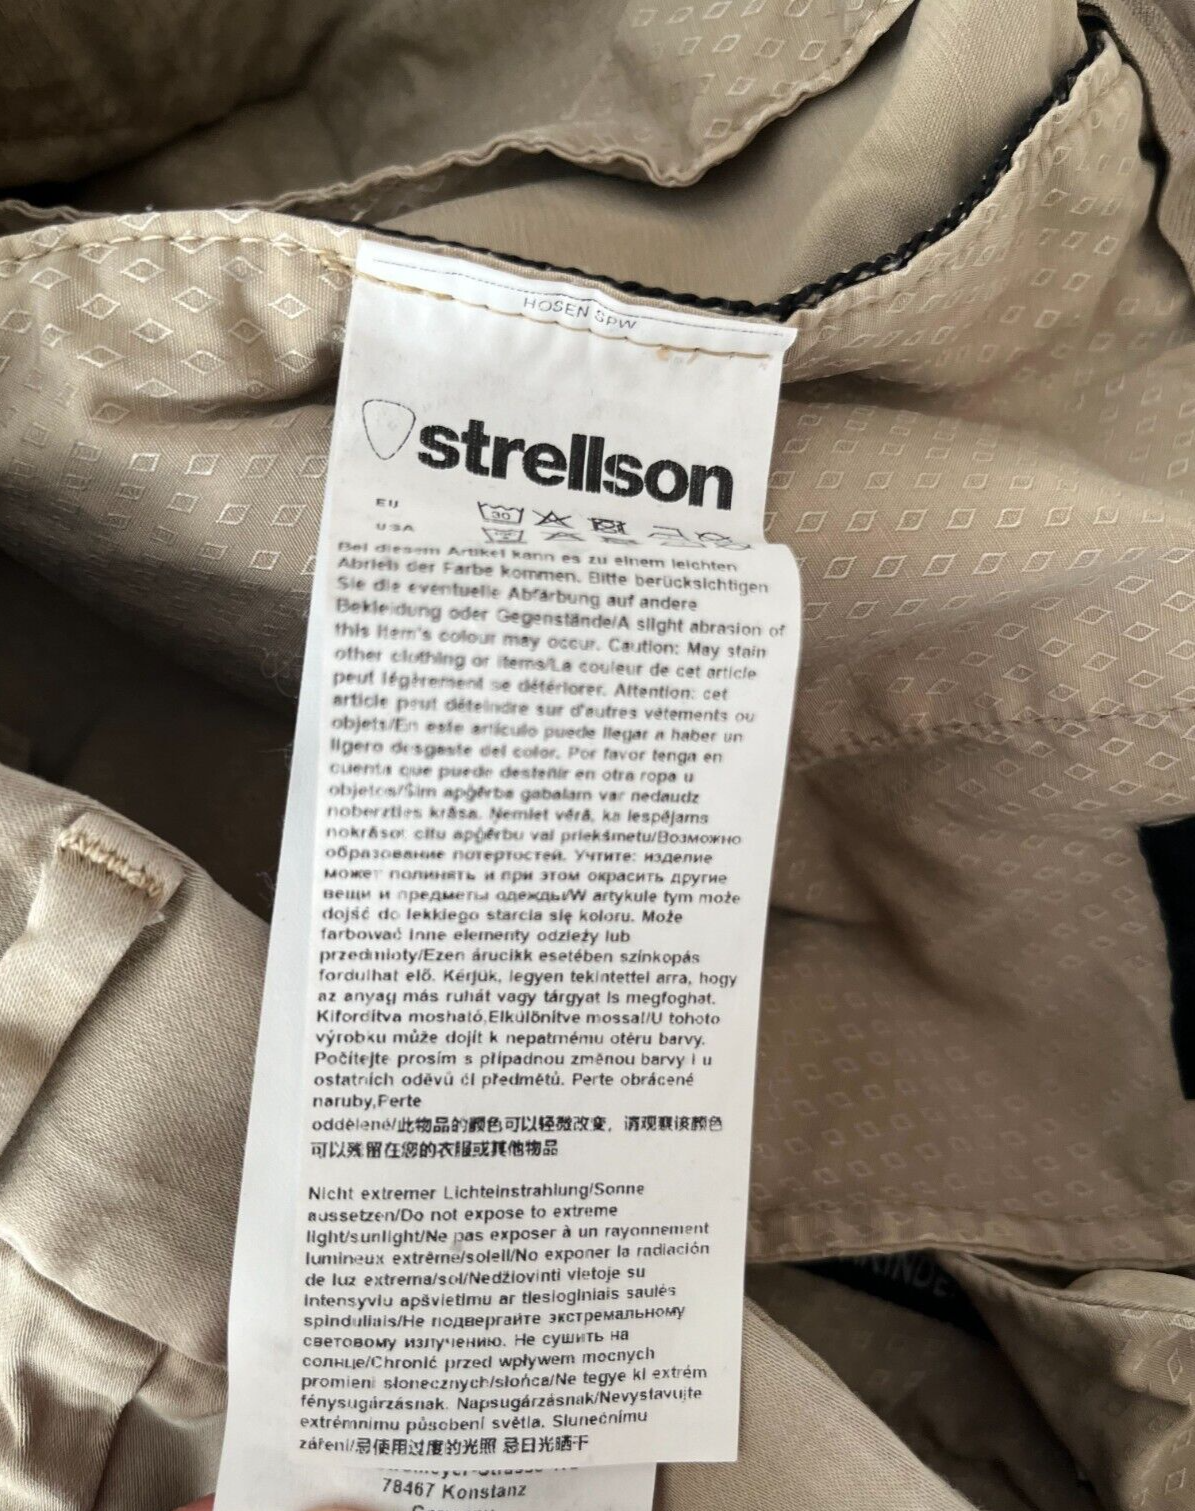 HOSEN SPW
strellson
EU
30
USA
Bei diesem Artikel kann es zu einem leichten
Abrieb der Farbe kommen. Bitte berücksichtigen
Sie die eventuelle Abfärbung auf andere
Bekleidung oder Gegenstände/A slight abrasion of
this item's colour may occur. Caution: May stain
other clothing or items/La couleur de cet article
peut légèrement se détériorer. Attention: cet
article peut déteindre sur d'autres vêtements ou
objets/En este artículo puede llegar a haber un
ligero desgaste del color. Por favor tenga en
cuenta que puede desteñir en otra ropa u
objetos/Šim apģērba gabalam var nedaudz
noberzties krāsa. Ņemiet vērā, ka iespējams
nokrāsot citu apģērbu vai priekšmetu/Возможно
образование потертостей. Учтите: изделие
может полинять и при этом окрасить другие
вещи и предметы одежды/W artykule tym może
dojść do lekkiego starcia się koloru. Może
farbować inne elementy odzieży lub
przedmioty/Ezen árucikk esetében színkopás
fordulhat elő. Kérjük, legyen tekintettel arra, hogy
az anyag más ruhát vagy tárgyat is megfoghat.
Kifordítva mosható,Elkülönítve mossa!/U tohoto
výrobku může dojít k nepatrnému otěru barvy.
Počítejte prosím s případnou změnou barvy i u
ostatních oděvů či předmětů. Perte obrácené
naruby,Perte
odděleně/此物品的颜色可以轻微改变，请观察该颜色
可以残留在您的衣服或其他物品
Nicht extremer Lichteinstrahlung/Sonne
aussetzen/Do not expose to extreme
light/sunlight/Ne pas exposer à un rayonnement
lumineux extrême/soleil/No exponer la radiación
de luz extrema/sol/Nedžiovinti vietoje su
intensyviu apšvietimu ar tiesioginiais saulės
spinduliais/Не подвергайте экстремальному
световому излучению. Не сушить на
солнце/Chronić przed wpływem mocnych
promieni słonecznych/słońca/Ne tegye ki extrém
fénysugárzásnak. Napsugárzásnak/Nevystavujte
extrémnímu působení světla. Slunečnímu
záření/忌使用过度的光照 忌日光晒干
78467 Konstanz